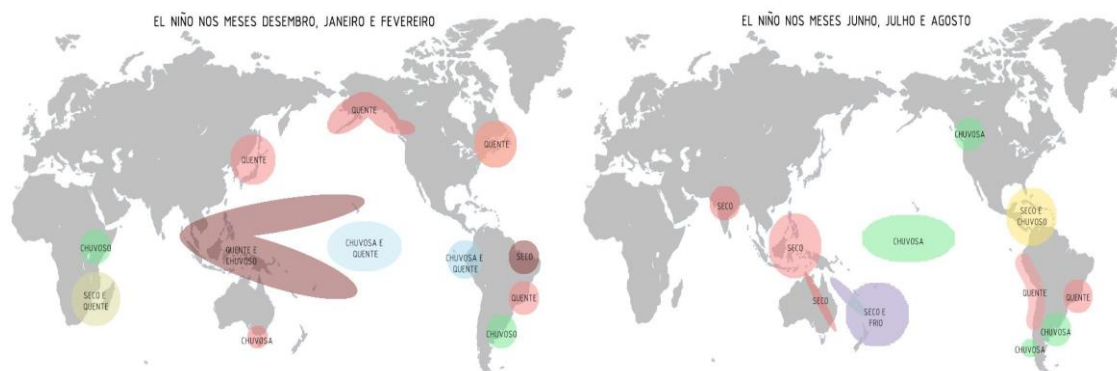 EL NIÑO NOS MESES DESEMBRO, JANEIRO E FEVEREIRO
QUENTE
QUENTE
QUENTE
CHUVOSO
QUENTE E
CHUVOSO
CHUVOSA E
QUENTE
CHUVOSA E
QUENTE
SECO
SECO E
QUENTE
QUENTE
CHUVOSA
CHUVOSO
EL NIÑO NOS MESES JUNHO, JULHO E AGOSTO
CHUVOSA
SECO
SECO E
CHUVOSO
SECO
CHUVOSA
SECO
SECO E
FRIO
QUENTE
QUENTE
CHUVOSA
CHUVOSA